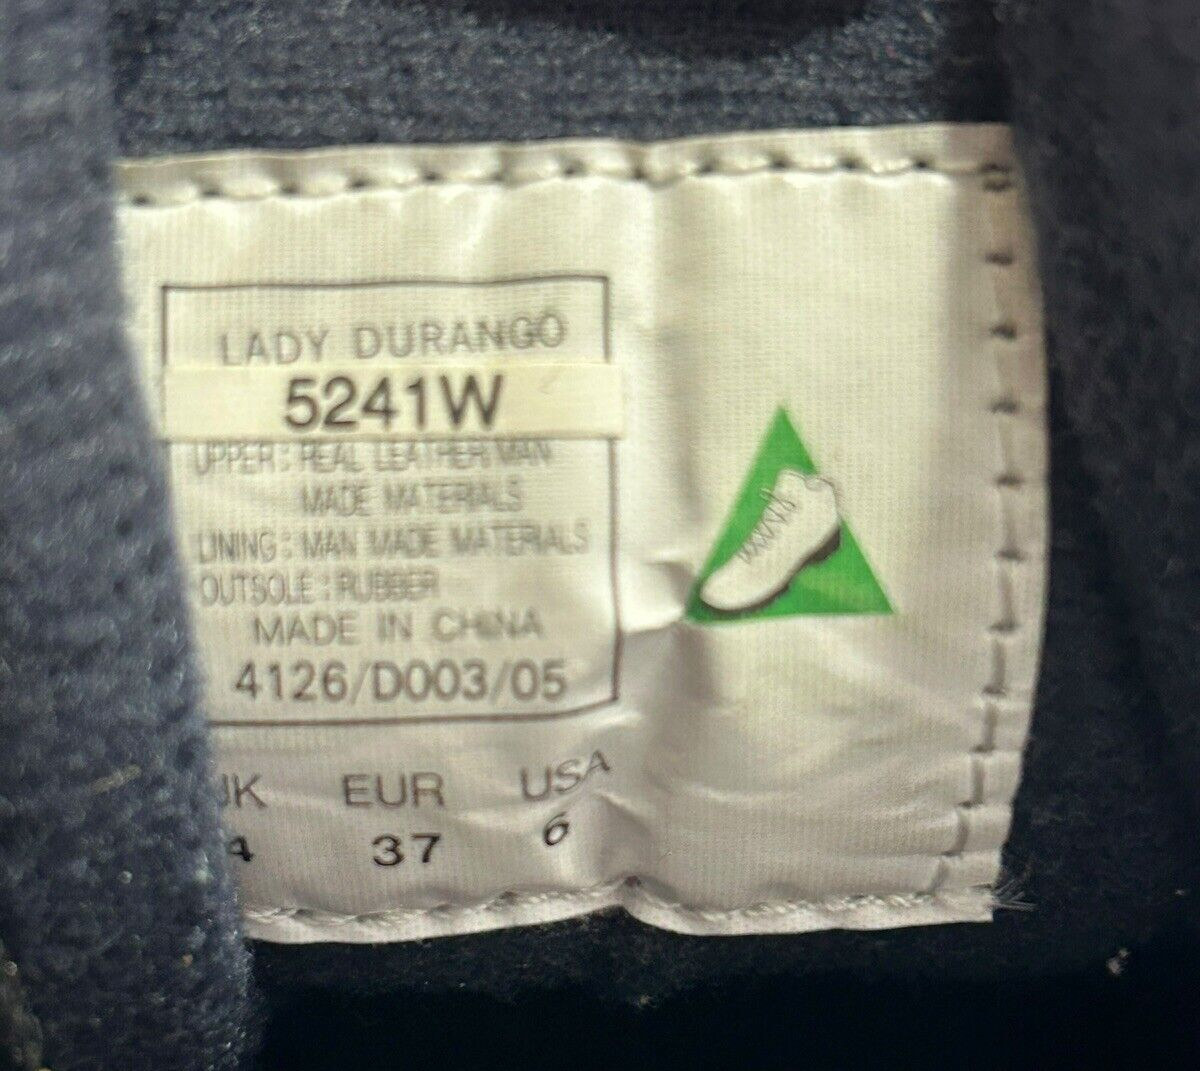 LADY DURANGO
5241W
UPPER: REAL LEATHER/MAN
MADE MATERIALS
LINING: MAN MADE MATERIALS
OUTSOLE: RUBBER
MADE IN CHINA
4126/D003/05
UK EUR USA
4 37 6